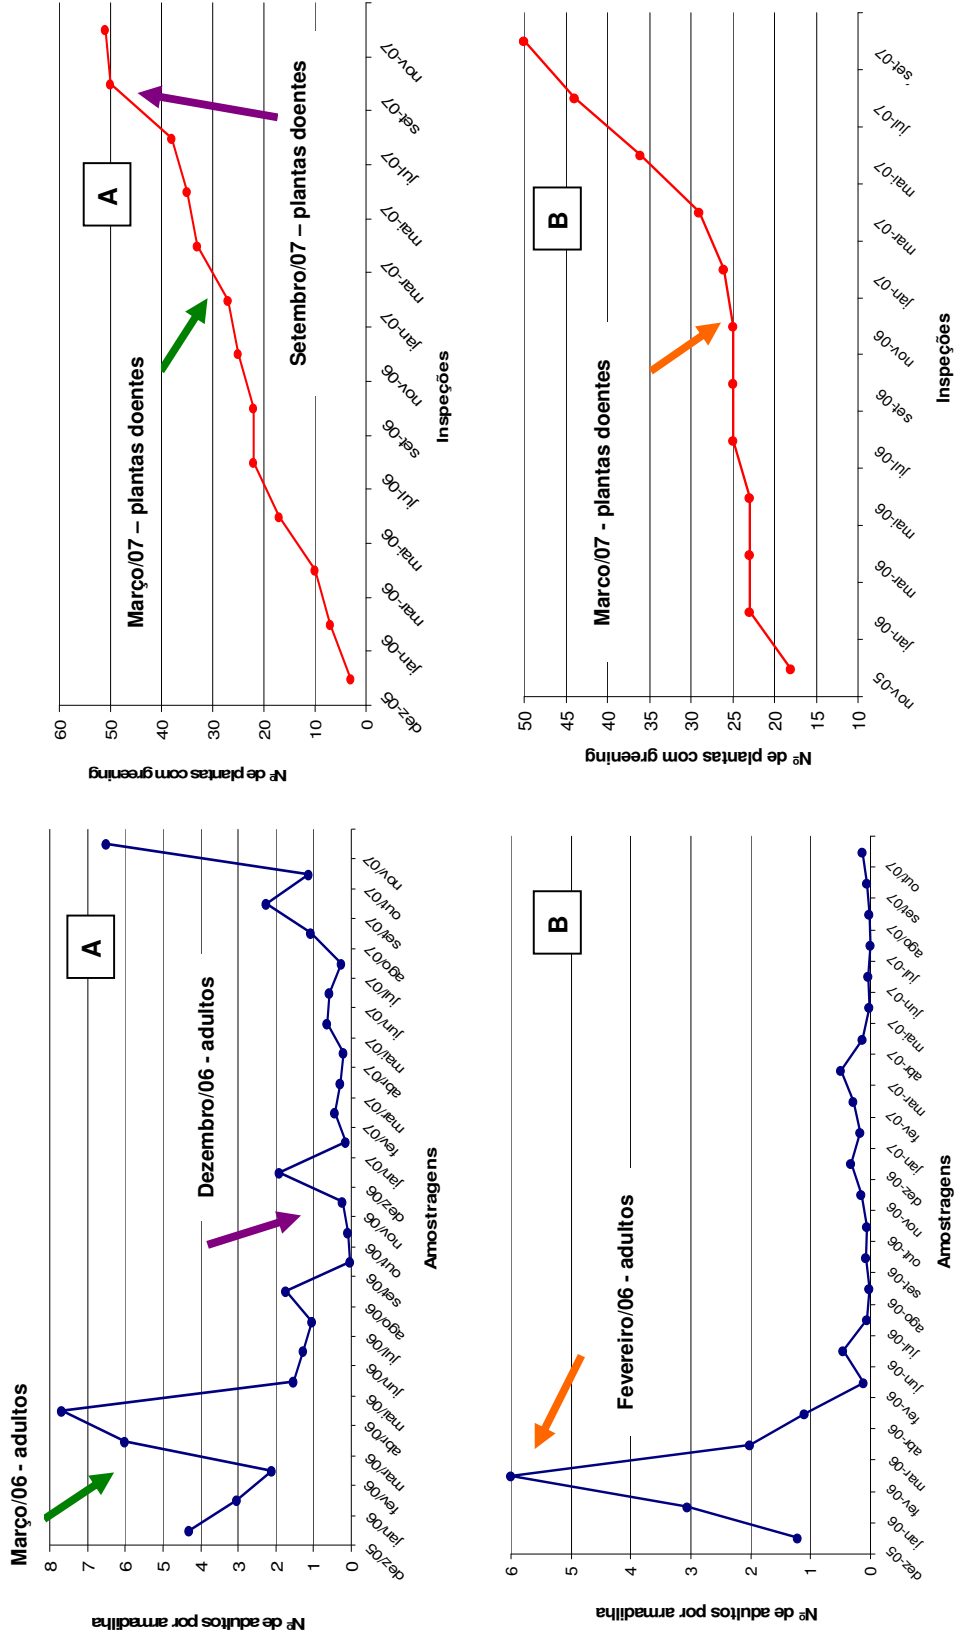 Março/06 - adultos
A
Dezembro/06 - adultos
Nº de adultos por armadilha
8
7
6
5
4
3
2
1
0
dez/05
jan/06
fev/06
mar/06
abr/06
mai/06
jun/06
jul/06
ago/06
set/06
out/06
nov/06
dez/06
jan/07
fev/07
mar/07
abr/07
mai/07
jun/07
jul/07
ago/07
set/07
out/07
nov/07
Amostragens
A
Março/07 – plantas doentes
Setembro/07 – plantas doentes
Nº de plantas com greening
60
50
40
30
20
10
0
dez-05
jan-06
mar-06
mai-06
jul-06
set-06
nov-06
jan-07
mar-07
mai-07
jul-07
set-07
nov-07
Inspeções
B
Fevereiro/06 - adultos
Nº de adultos por armadilha
6
5
4
3
2
1
0
dez-05
jan-06
fev-06
mar-06
abr-06
fev-06
jun-06
jul-06
ago-06
set-06
out-06
nov-06
dez-06
jan-07
fev-07
mar-07
abr-07
mai-07
jun-07
jul-07
ago/07
set/07
out/07
Amostragens
B
Marco/07 - plantas doentes
Nº de plantas com greening
50
45
40
35
30
25
20
15
10
nov-05
jan-06
mar-06
mai-06
jul-06
set-06
nov-06
jan-07
mar-07
mai-07
jul-07
set-07
Inspeções